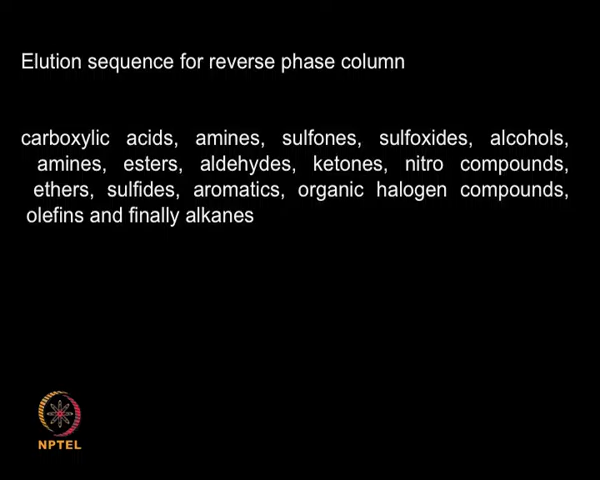 Elution sequence for reverse phase column
carboxylic acids, amines, sulfones, sulfoxides, alcohols,
amines, esters, aldehydes, ketones, nitro compounds,
ethers, sulfides, aromatics, organic halogen compounds,
olefins and finally alkanes
NPTEL